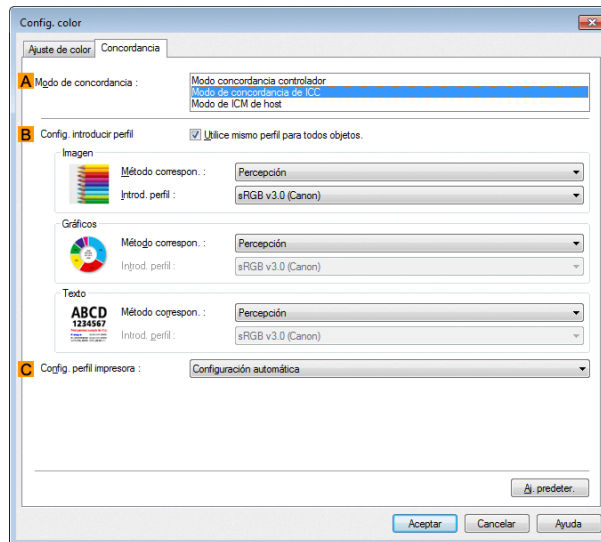 Config. color
Ajuste de color Concordancia
A Modo de concordancia : Modo concordancia controlador
Modo de concordancia de ICC
Modo de ICM de host
B Config. introducir perfil Utilice mismo perfil para todos objetos.
Imagen
Método correspon. : Percepción
Introd. perfil : sRGB v3.0 (Canon)
Gráficos
Método correspon. : Percepción
Introd. perfil : sRGB v3.0 (Canon)
Texto
ABCD
1234567
Método correspon. : Percepción
Introd. perfil : sRGB v3.0 (Canon)
C Config. perfil impresora : Configuración automática
Aj. predeter.
Aceptar Cancelar Ayuda